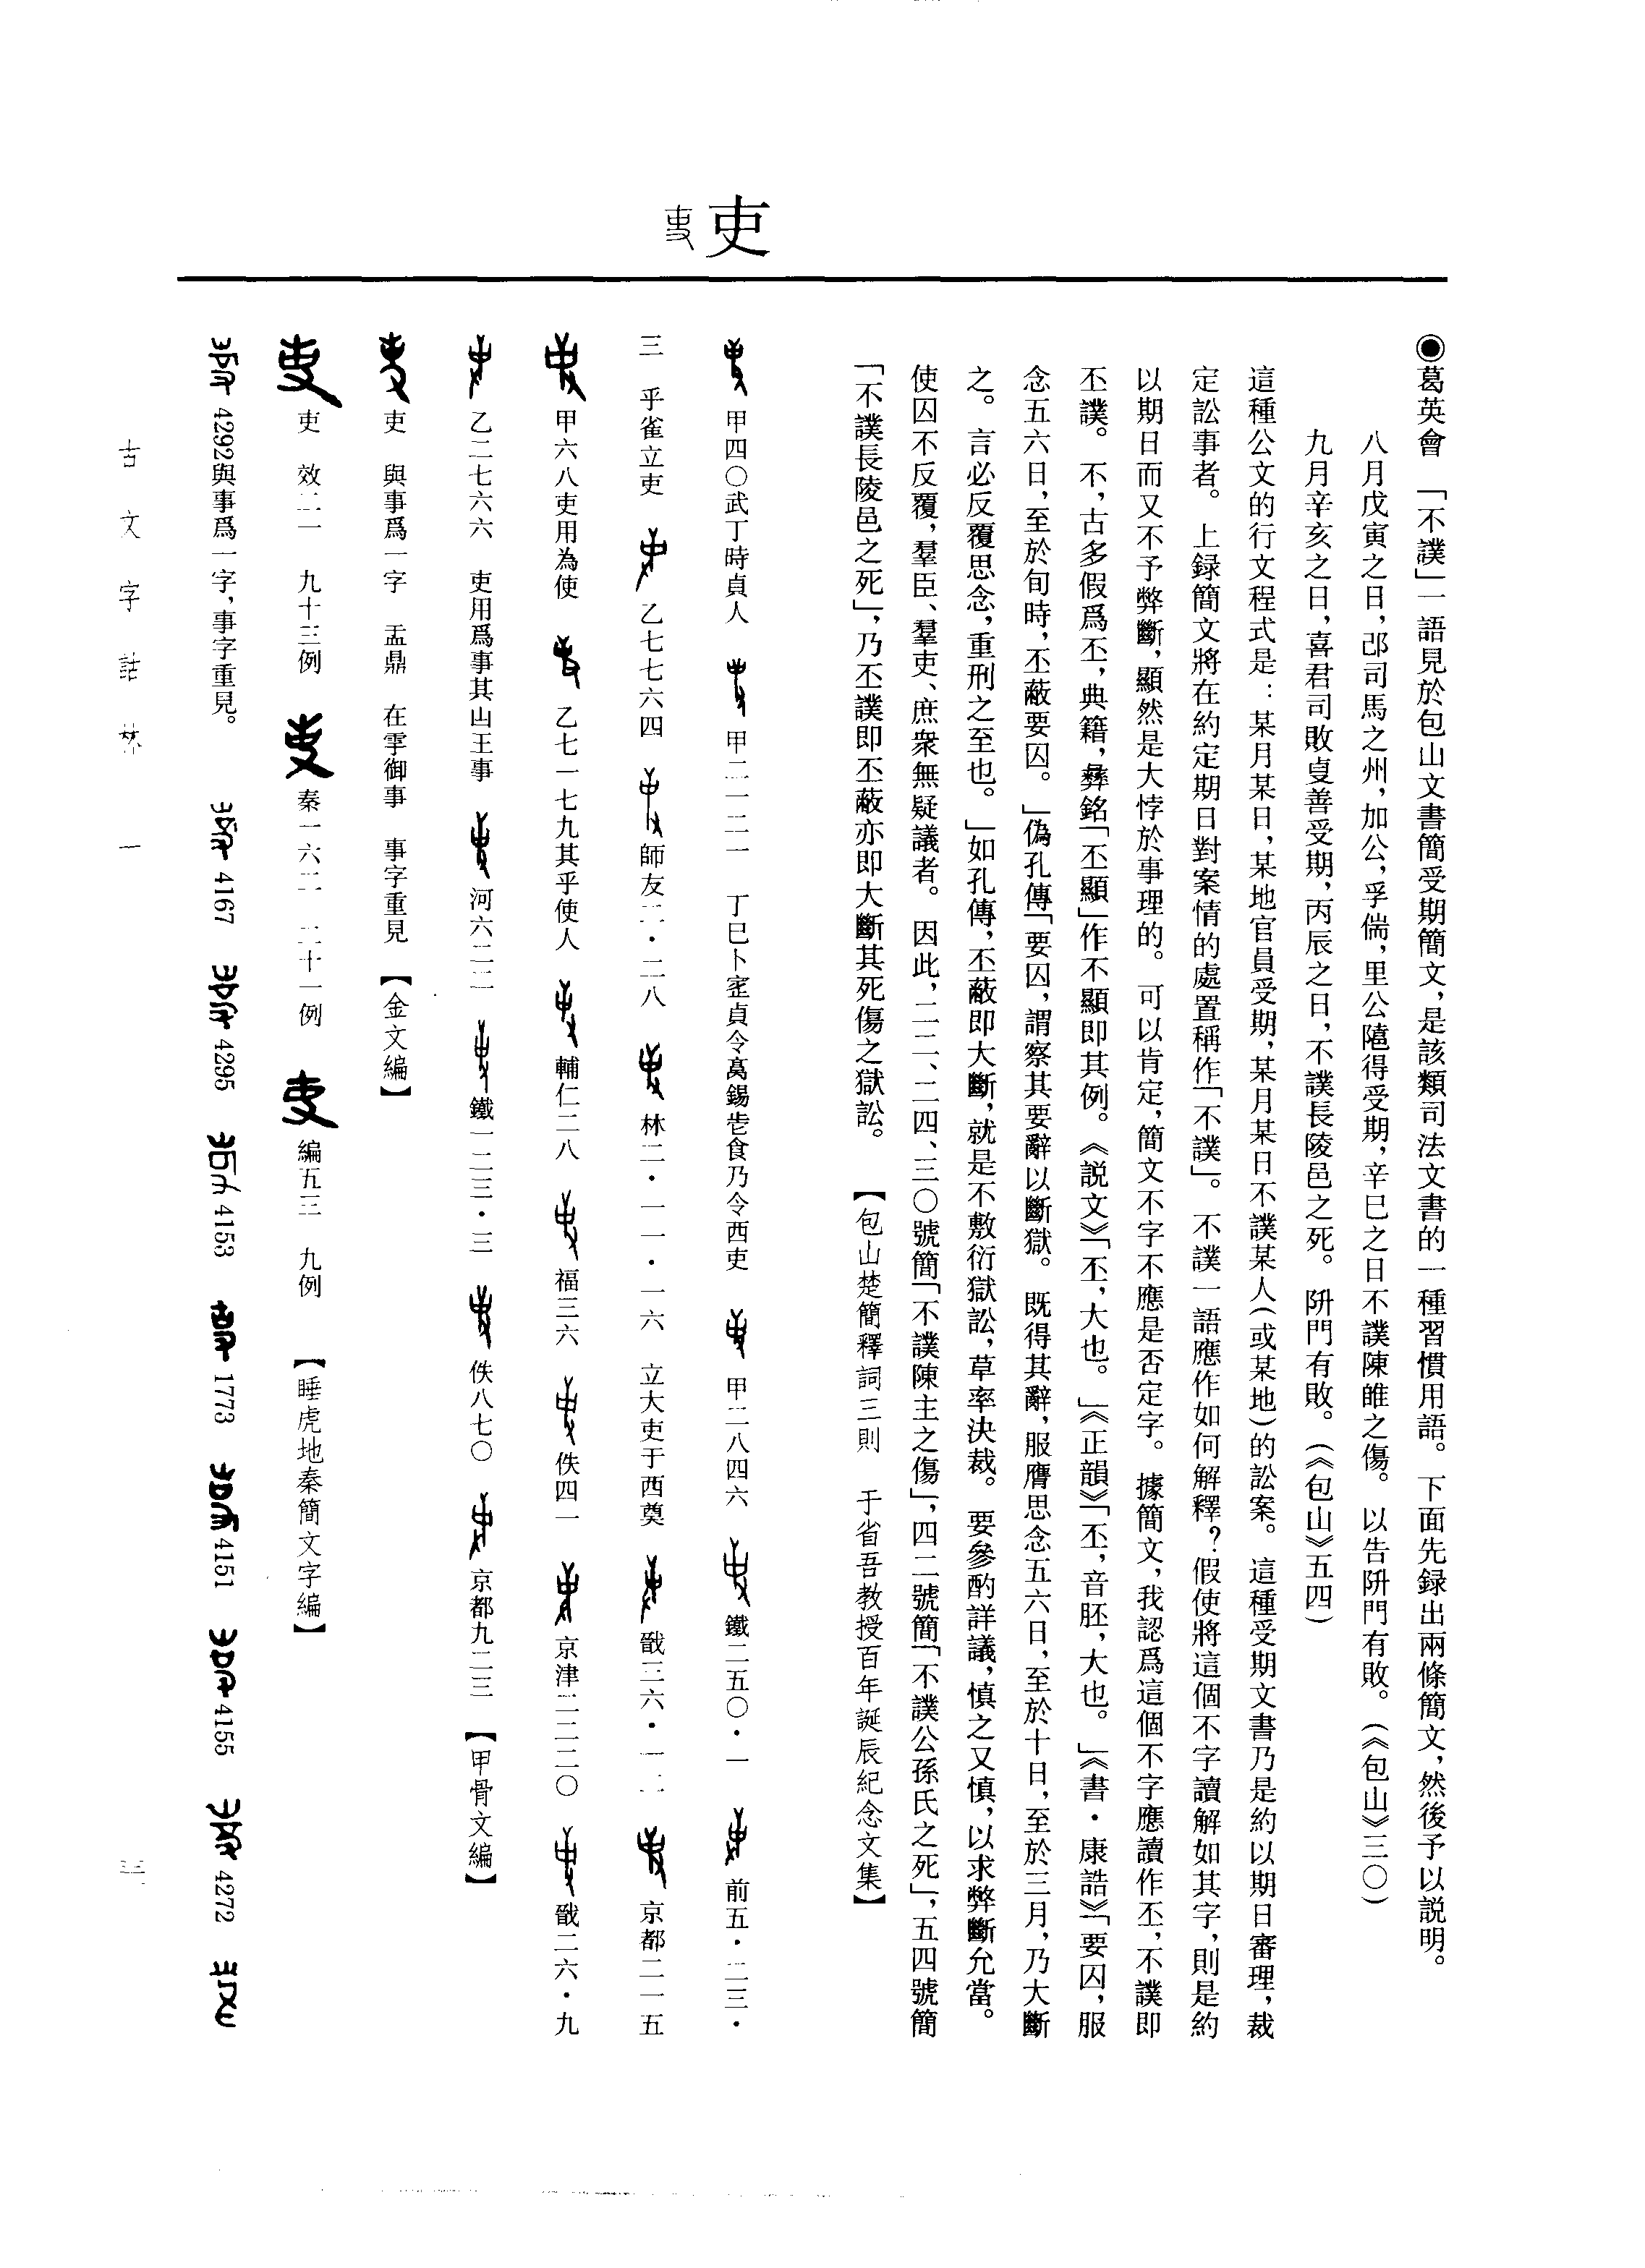 吏
◉葛英會　「不諆」一語見於包山文書簡受期簡文，是該類司法文書的一種習慣用語。下面先録出兩條簡文，然後予以説明。
八月戊寅之日，邔司馬之州，加公，孚惴，里公隓得受期，辛巳之日不諆陳雎之傷。以告阩門有敗。（《包山》三〇）
九月辛亥之日，喜君司敗善受期，丙辰之日，不諆長陵邑之死。阩門有敗。（《包山》五四）
這種公文的行文程式是：某月某日，某地官員受期，某月某日不諆某人（或某地）的訟案。這種受期文書乃是約以期日審理，裁
定訟事者。上録簡文將在約定期日對案情的處置稱作「不諆」。不諆一語應作如何解釋？假使將這個不字讀解如其字，則是約
以期日而又不予弊斷，顯然是大悖於事理的。可以肯定，簡文不字不應是否定字。據簡文，我認爲這個不字應讀作丕，不諆即
丕諆。不，古多假爲丕，典籍，彝銘「丕顯」作不顯即其例。《説文》「丕，大也。」《正韻》「丕，音胚，大也。」《書·康誥》「要囚，服
念五六日，至於旬時，丕蔽要囚。」偽孔傳「要囚，謂察其要辭以斷獄。既得其辭，服膺思念五六日，至於十日，至於三月，乃大斷
之。言必反覆思念，重刑之至也。」如孔傳，丕蔽即大斷，就是不敷衍獄訟，草率決裁。要參酌詳議，慎之又慎，以求弊斷允當。
使囚不反覆，羣臣、羣吏、庶衆無疑議者。因此，二二、二四、三〇號簡「不諆陳主之傷」，四二號簡「不諆公孫氏之死」，五四號簡
「不諆長陵邑之死」，乃丕諆即丕蔽亦即大斷其死傷之獄訟。【包山楚簡釋詞三則　于省吾教授百年誕辰紀念文集】
甲四〇武丁時貞人　甲二一二一　丁巳卜貞令錫食乃令西吏　甲二八四六　鐵二五〇·一　前五·二三·
三　乎雀立吏　乙七七六四　師友二·二八　林二·一一·一六　立大吏于西奠　戩三六·一二　京都二一五
甲六八吏用為使　乙七一七九其乎使人　輔仁二八　福三六　佚四一　京津二二二〇　戩二六·九
乙二七六六　吏用爲事其王事　河六二二　鐵一二三·三　佚八七〇　京都九二三　【甲骨文編】
吏　與事爲一字　盂鼎　在雩御事　事字重見　【金文編】
吏　效二一　九十三例　秦一六二　二十一例　編五三　九例　【睡虎地秦簡文字編】
4292與事爲一字，事字重見。　4167　4295　4153　1773　4151　4155　4272
古文字詁林　一